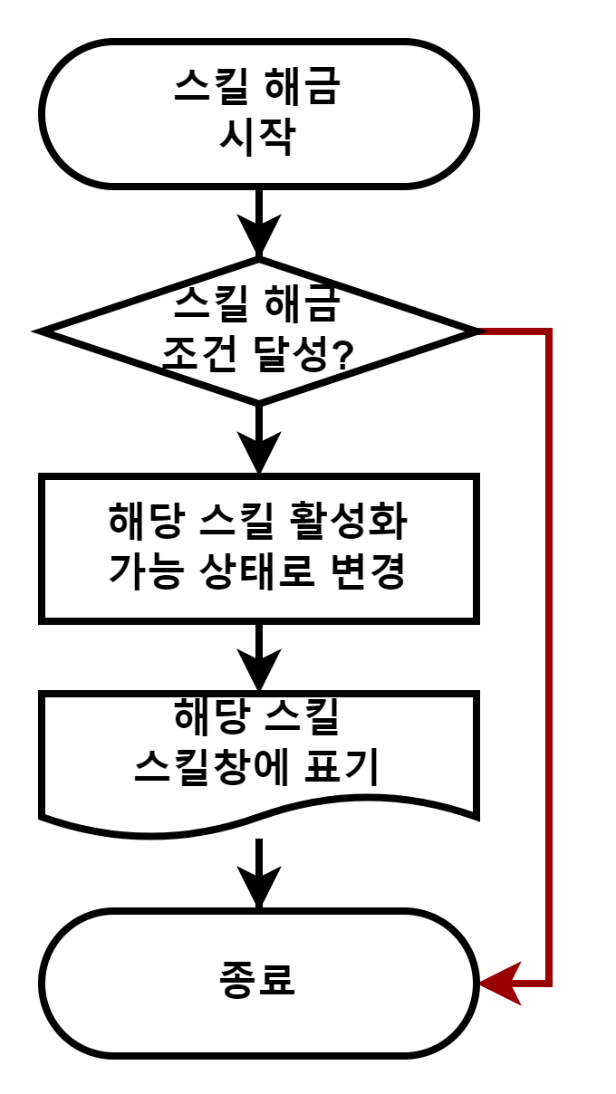 스킬 해금
시작
스킬 해금
조건 달성?
해당 스킬 활성화
가능 상태로 변경
해당 스킬
스킬창에 표기
종료